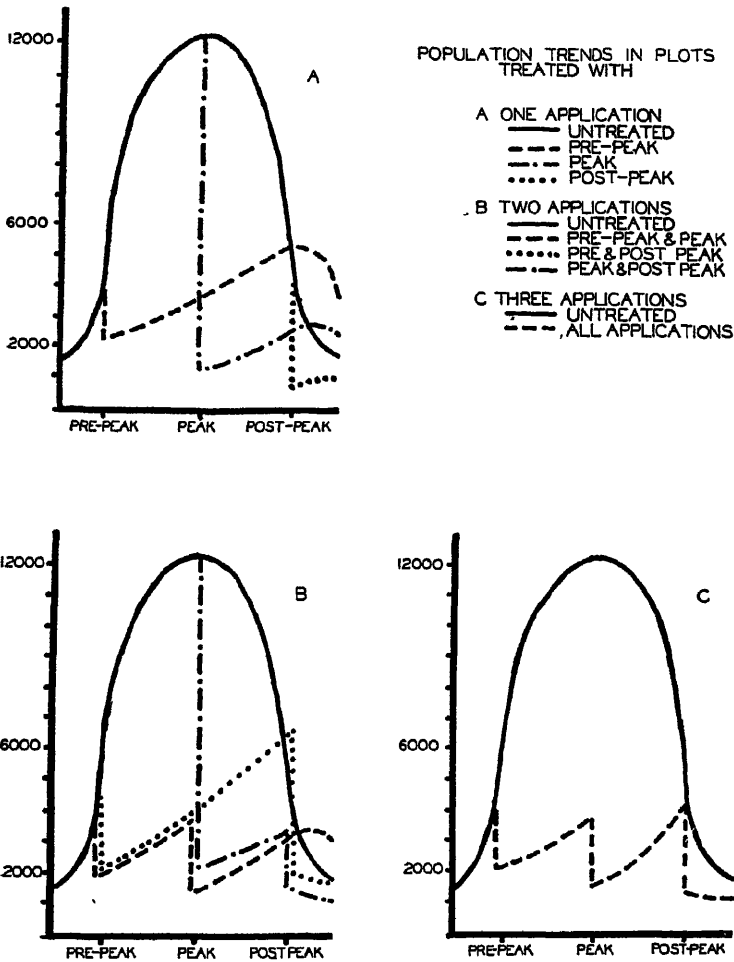 12000
6000
2000
A
PRE-PEAK PEAK POST-PEAK
POPULATION TRENDS IN PLOTS
TREATED WITH
A ONE APPLICATION
UNTREATED
PRE-PEAK
PEAK
POST-PEAK
B TWO APPLICATIONS
UNTREATED
PRE-PEAK & PEAK
PRE & POST PEAK
PEAK & POST PEAK
C THREE APPLICATIONS
UNTREATED
ALL APPLICATIONS
12000
6000
2000
B
PRE-PEAK PEAK POST PEAK
12000
6000
2000
C
PRE-PEAK PEAK POST-PEAK